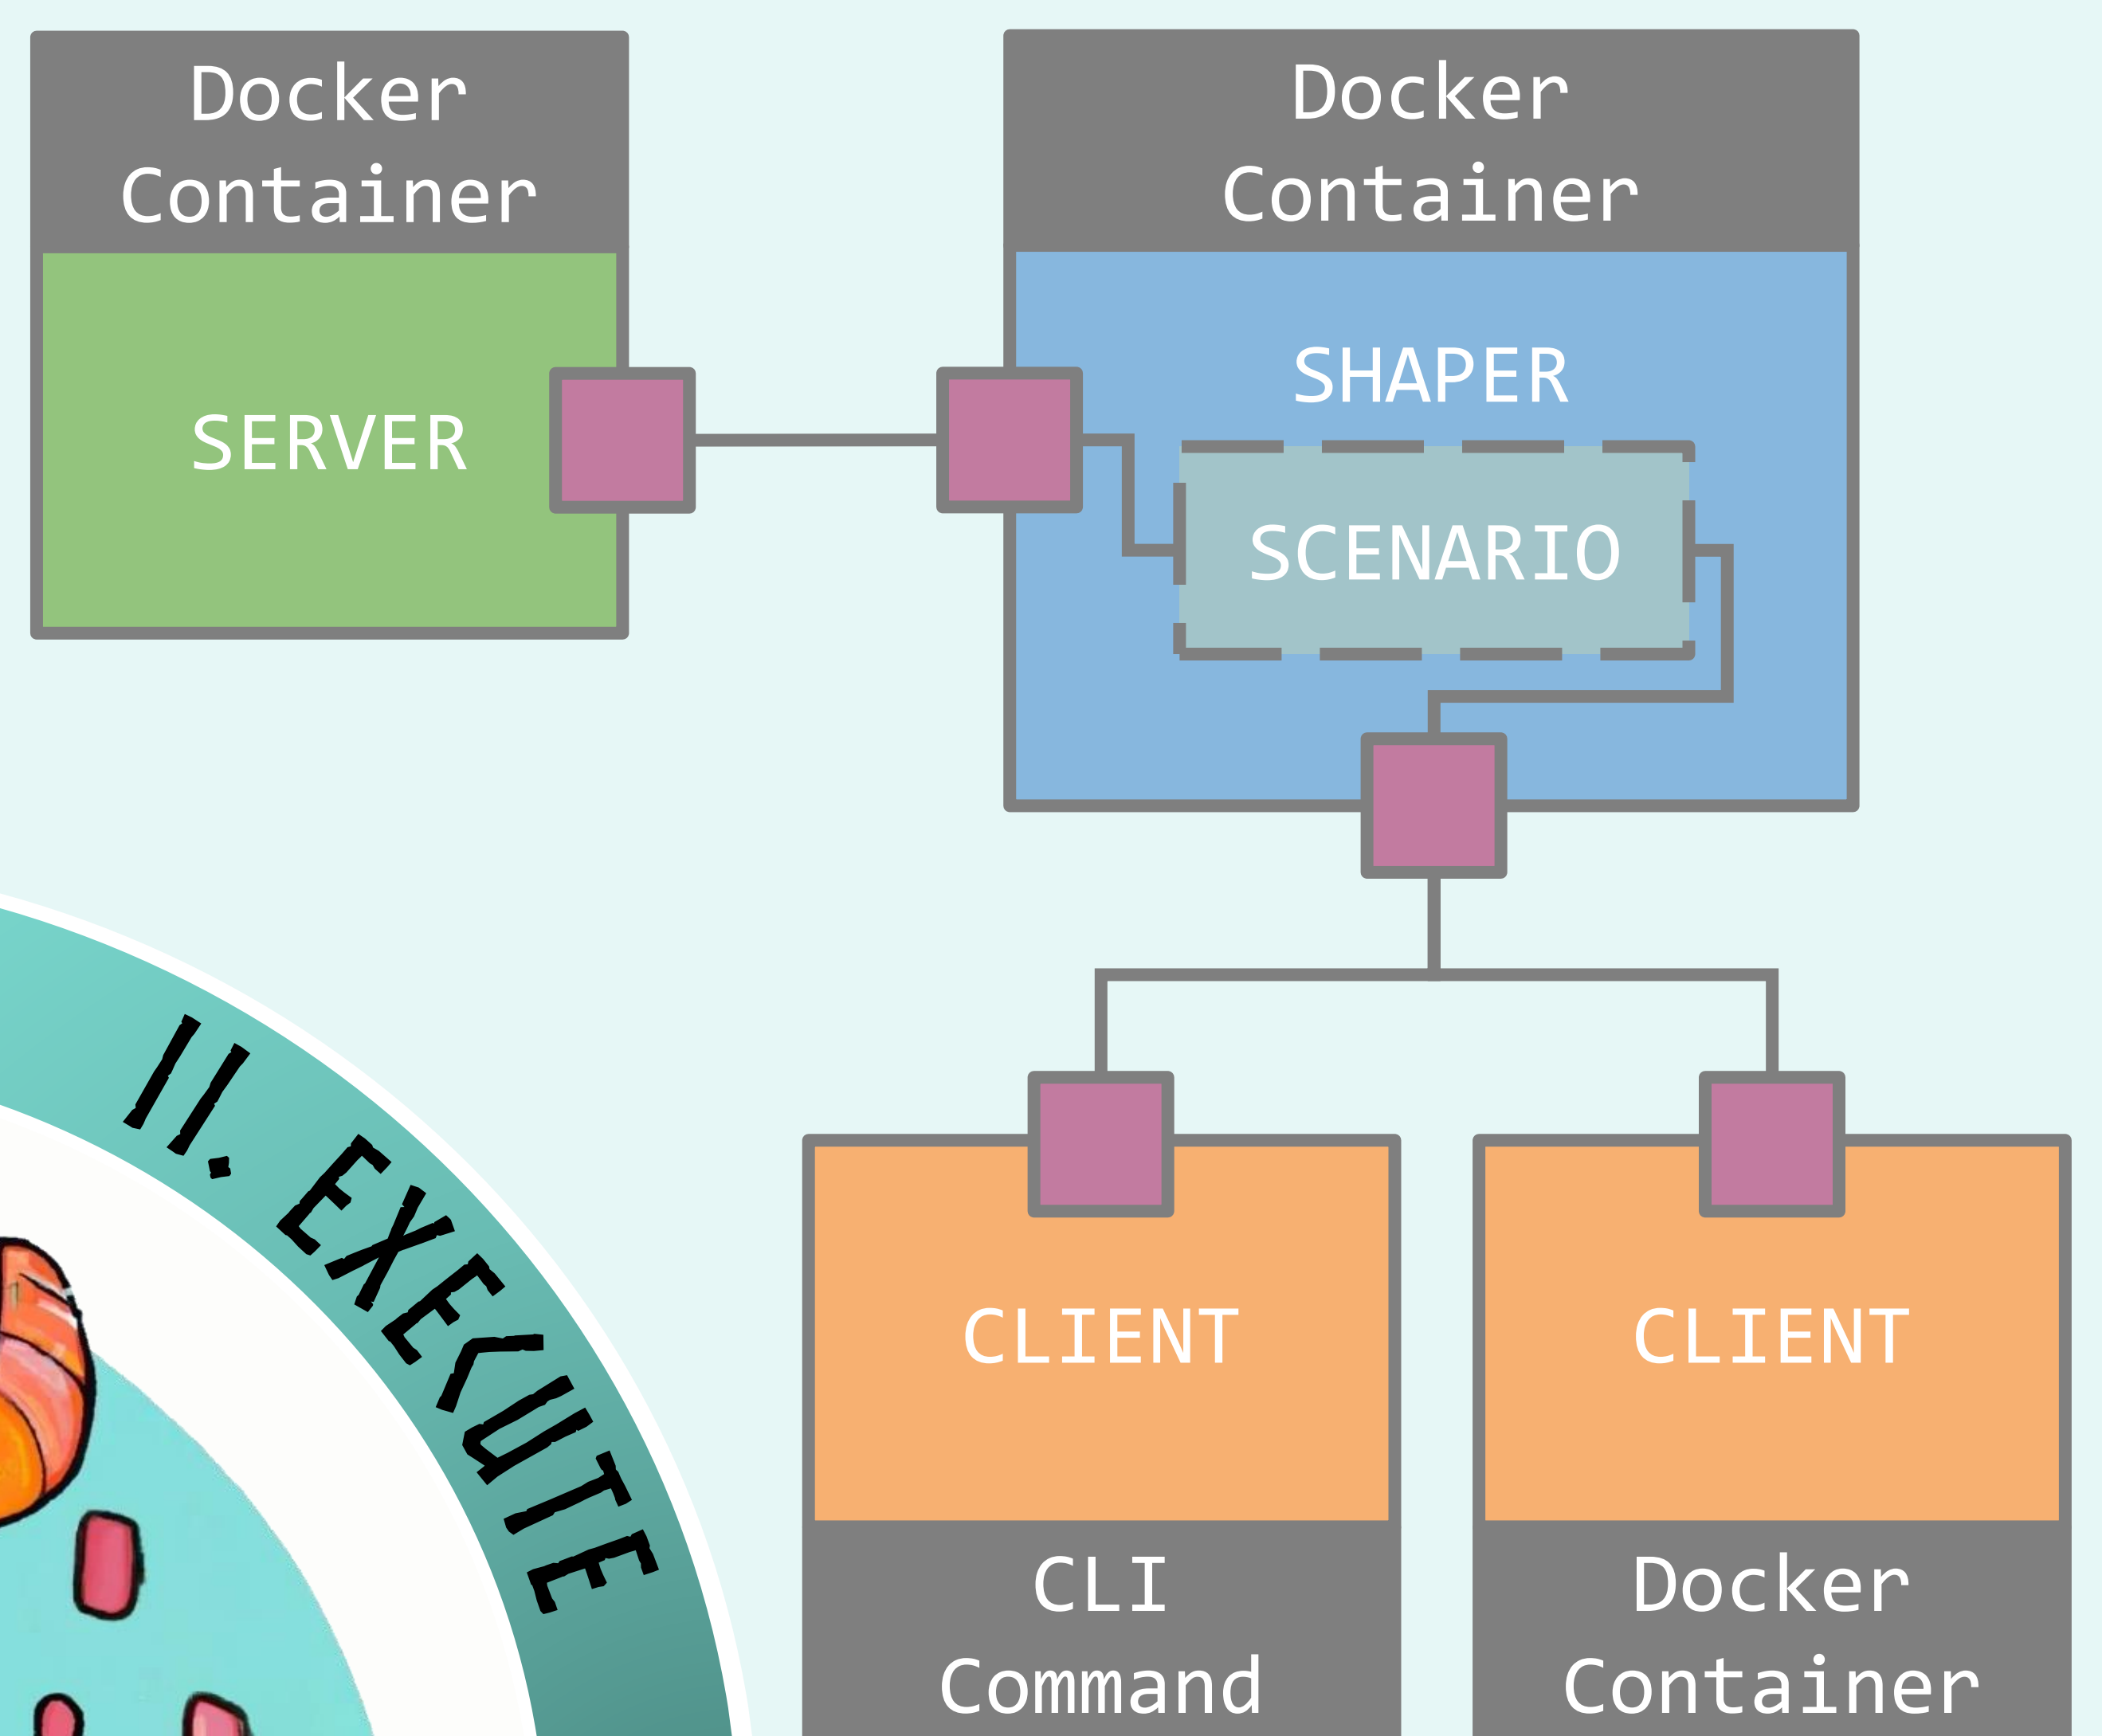 Docker
Container
SERVER
Docker
Container
SHAPER
SCENARIO
II. EXECUTE
CLIENT
CLI
Command
CLIENT
Docker
Container